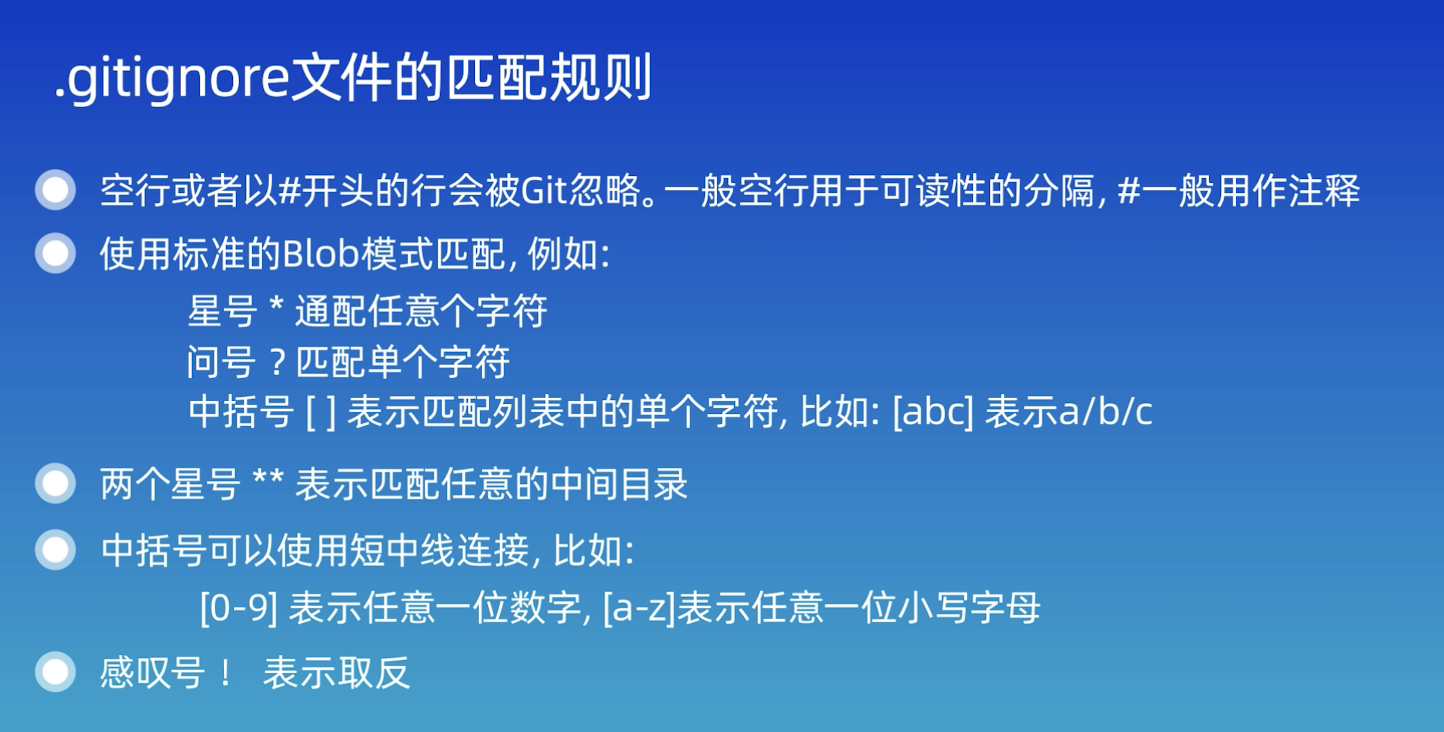 .gitignore文件的匹配规则
空行或者以#开头的行会被Git忽略。一般空行用于可读性的分隔, #一般用作注释
使用标准的Blob模式匹配, 例如:
星号 * 通配任意个字符
问号 ? 匹配单个字符
中括号 [ ] 表示匹配列表中的单个字符, 比如: [abc] 表示a/b/c
两个星号 ** 表示匹配任意的中间目录
中括号可以使用短中线连接, 比如:
[0-9] 表示任意一位数字, [a-z]表示任意一位小写字母
感叹号 ! 表示取反